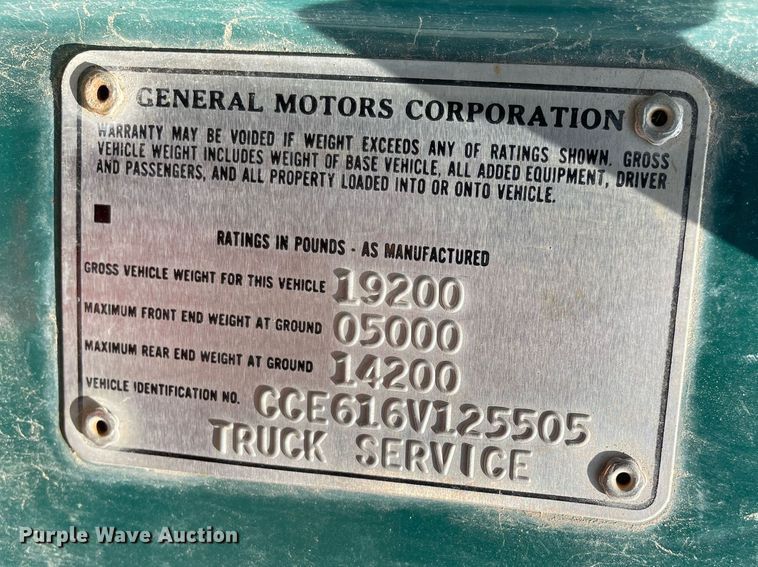 GENERAL MOTORS CORPORATION
WARRANTY MAY BE VOIDED IF WEIGHT EXCEEDS ANY OF RATINGS SHOWN. GROSS
VEHICLE WEIGHT INCLUDES WEIGHT OF BASE VEHICLE, ALL ADDED EQUIPMENT, DRIVER
AND PASSENGERS, AND ALL PROPERTY LOADED INTO OR ONTO VEHICLE.
RATINGS IN POUNDS - AS MANUFACTURED
GROSS VEHICLE WEIGHT FOR THIS VEHICLE 19200
MAXIMUM FRONT END WEIGHT AT GROUND 05000
MAXIMUM REAR END WEIGHT AT GROUND 14200
VEHICLE IDENTIFICATION NO. CCE616V125505
TRUCK SERVICE
Purple Wave Auction